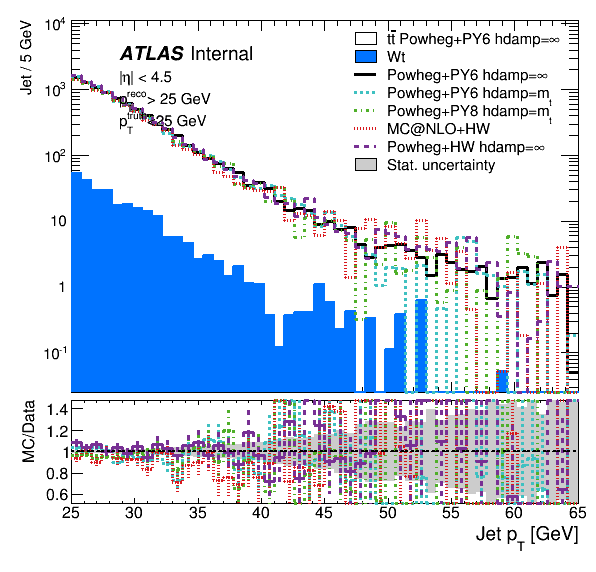 ATLAS Internal
|η| < 4.5
p_T^reco > 25 GeV
p_T^truth > 25 GeV
tt̄ Powheg+PY6 hdamp=∞
Wt
Powheg+PY6 hdamp=∞
Powheg+PY6 hdamp=m_t
Powheg+PY8 hdamp=m_t
MC@NLO+HW
Powheg+HW hdamp=∞
Stat. uncertainty
Jet / 5 GeV
10^4
10^3
10^2
10
1
10^-1
MC/Data
1.4
1.2
1
0.8
0.6
25 30 35 40 45 50 55 60 65
Jet p_T [GeV]